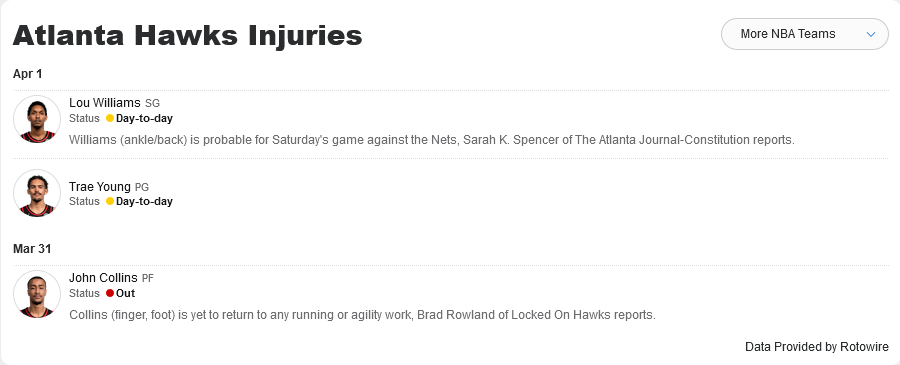 Atlanta Hawks Injuries
More NBA Teams
Apr 1
Lou Williams SG
Status Day-to-day
Williams (ankle/back) is probable for Saturday's game against the Nets, Sarah K. Spencer of The Atlanta Journal-Constitution reports.
Trae Young PG
Status Day-to-day
Mar 31
John Collins PF
Status Out
Collins (finger, foot) is yet to return to any running or agility work, Brad Rowland of Locked On Hawks reports.
Data Provided by Rotowire